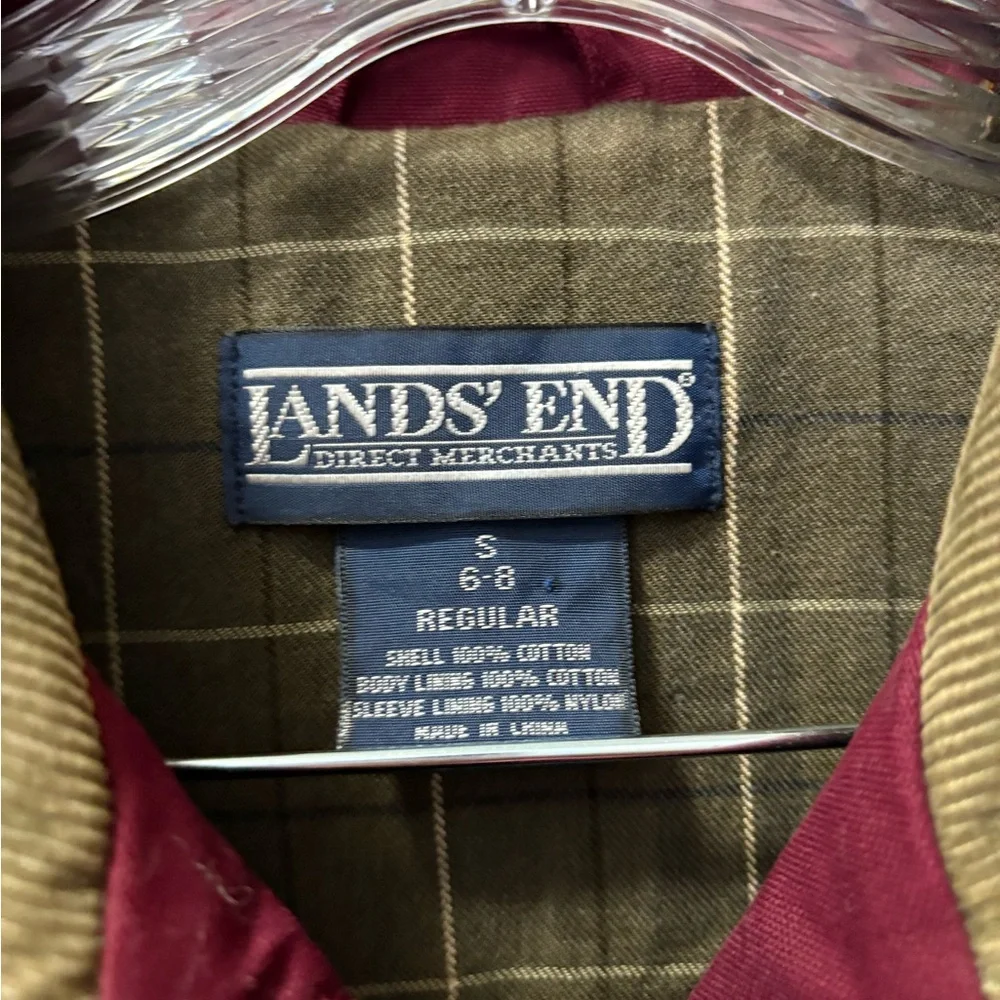 LANDS' END®
DIRECT MERCHANTS
S
6-8
REGULAR
SHELL 100% COTTON
BODY LINING 100% COTTON
SLEEVE LINING 100% NYLON
MADE IN CHINA